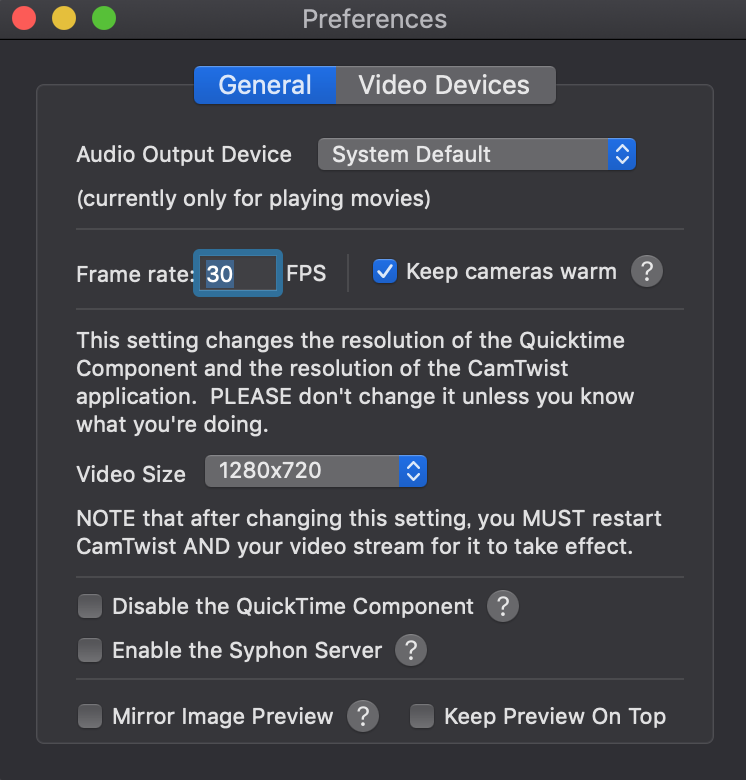 Preferences
General Video Devices
Audio Output Device System Default
(currently only for playing movies)
Frame rate: 30 FPS Keep cameras warm ?
This setting changes the resolution of the Quicktime
Component and the resolution of the CamTwist
application.  PLEASE don't change it unless you know
what you're doing.
Video Size 1280x720
NOTE that after changing this setting, you MUST restart
CamTwist AND your video stream for it to take effect.
Disable the QuickTime Component ?
Enable the Syphon Server ?
Mirror Image Preview ? Keep Preview On Top